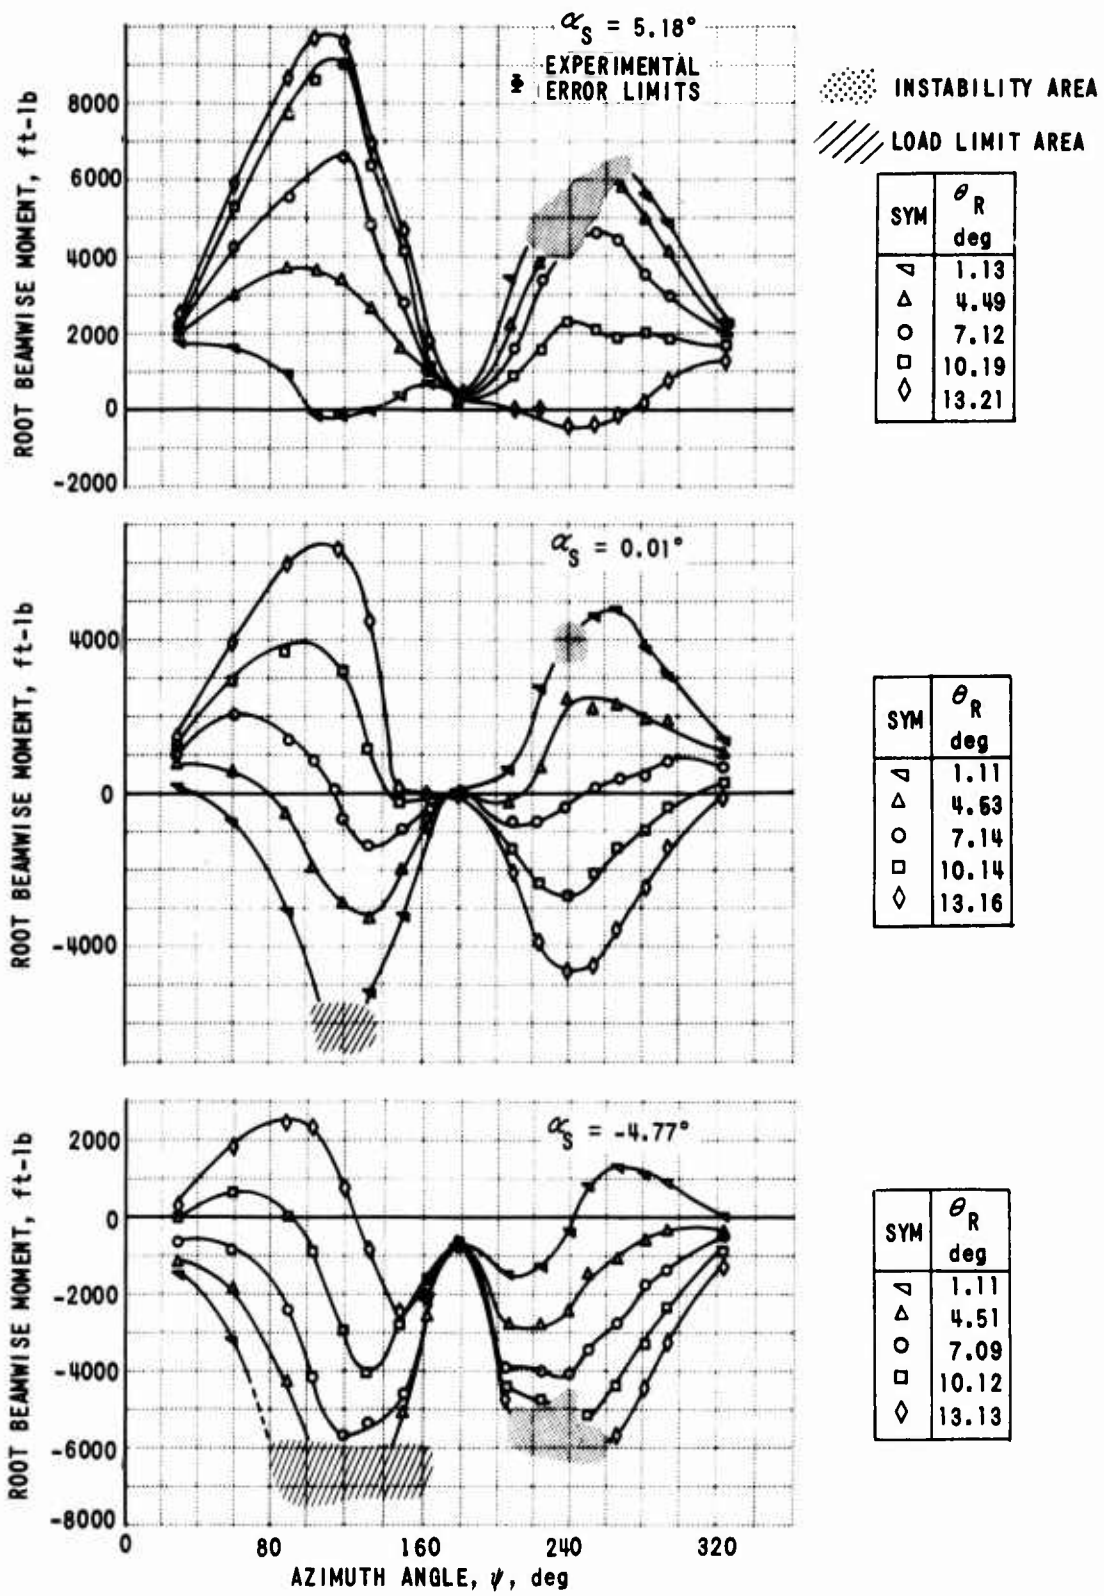 α_S = 5.18°
EXPERIMENTAL
ERROR LIMITS
INSTABILITY AREA
LOAD LIMIT AREA
ROOT BEAMWISE MOMENT, ft-lb
8000
6000
4000
2000
0
-2000
SYM θ_R deg
1.13
4.49
7.12
10.19
13.21
α_S = 0.01°
ROOT BEAMWISE MOMENT, ft-lb
4000
0
-4000
SYM θ_R deg
1.11
4.53
7.14
10.14
13.16
α_S = -4.77°
ROOT BEAMWISE MOMENT, ft-lb
2000
0
-2000
-4000
-6000
-8000
SYM θ_R deg
1.11
4.51
7.09
10.12
13.13
0 80 160 240 320
AZIMUTH ANGLE, ψ, deg